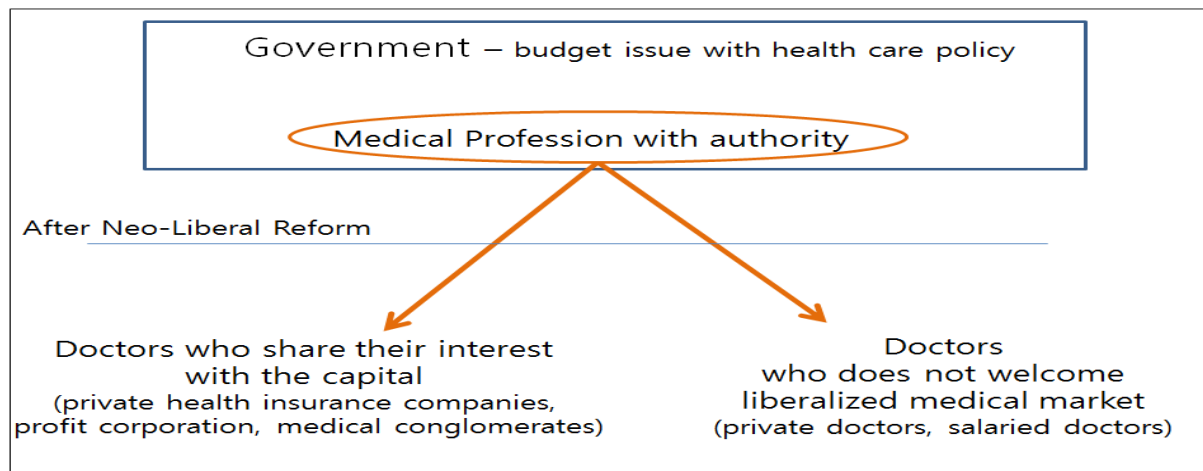 Government – budget issue with health care policy
Medical Profession with authority
After Neo-Liberal Reform
Doctors who share their interest
with the capital
(private health insurance companies,
profit corporation, medical conglomerates)
Doctors
who does not welcome
liberalized medical market
(private doctors, salaried doctors)